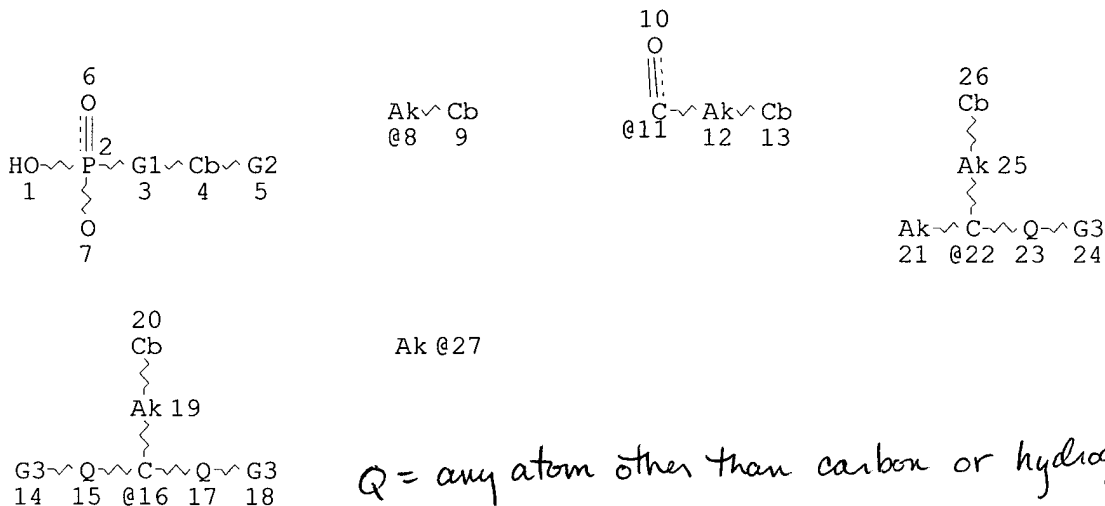 10
O
6
O
26
Cb
Ak Cb
@8 9
C Ak Cb
@11 12 13
2
HO P G1 Cb G2
1 3 4 5
Ak 25
O
7
Ak C Q G3
21 @22 23 24
20
Cb
Ak @27
Ak 19
G3 Q C Q G3
14 15 @16 17 18
Q = any atom other than carbon or